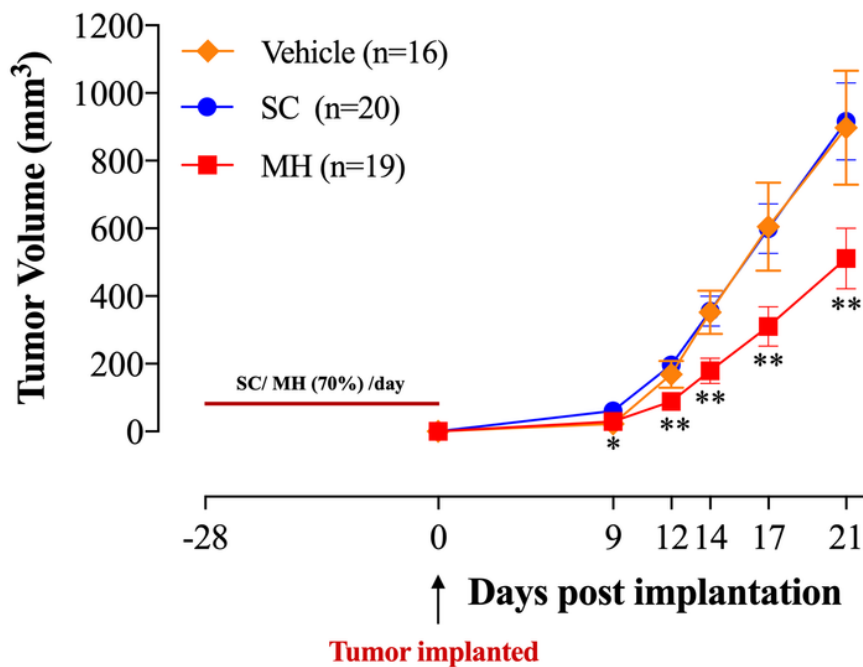 Tumor Volume (mm³)
1200
1000
800
600
400
200
0
Vehicle (n=16)
SC (n=20)
MH (n=19)
SC/ MH (70%) /day
*
**
**
**
**
-28
0
9
12
14
17
21
Days post implantation
Tumor implanted